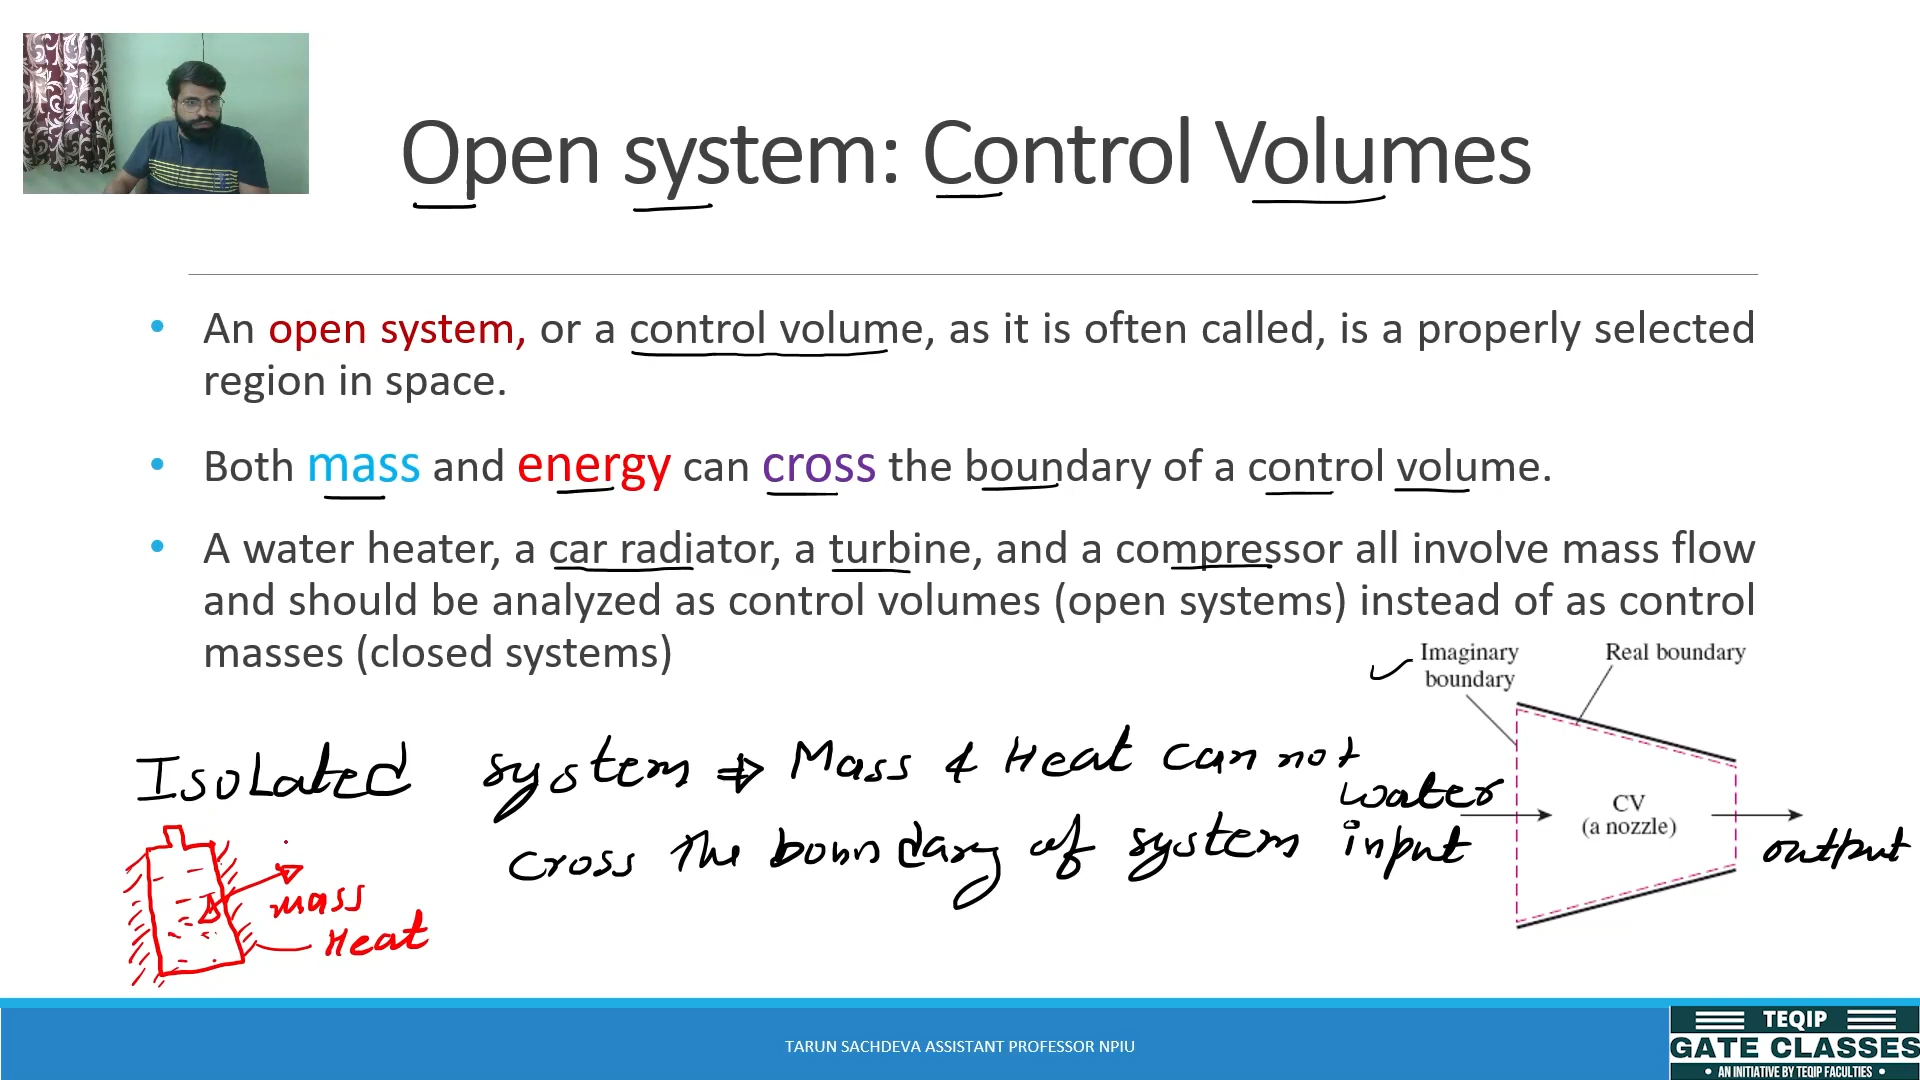 Open system: Control Volumes
• An open system, or a control volume, as it is often called, is a properly selected
region in space.
• Both mass and energy can cross the boundary of a control volume.
• A water heater, a car radiator, a turbine, and a compressor all involve mass flow
and should be analyzed as control volumes (open systems) instead of as control
masses (closed systems)
Imaginary
boundary
Real boundary
CV
(a nozzle)
water
input
output
Isolated system ⇒ Mass & Heat can not
cross the boundary of system
mass
Heat
TARUN SACHDEVA ASSISTANT PROFESSOR NPIU
TEQIP
GATE CLASSES
• AN INITIATIVE BY TEQIP FACULTIES •